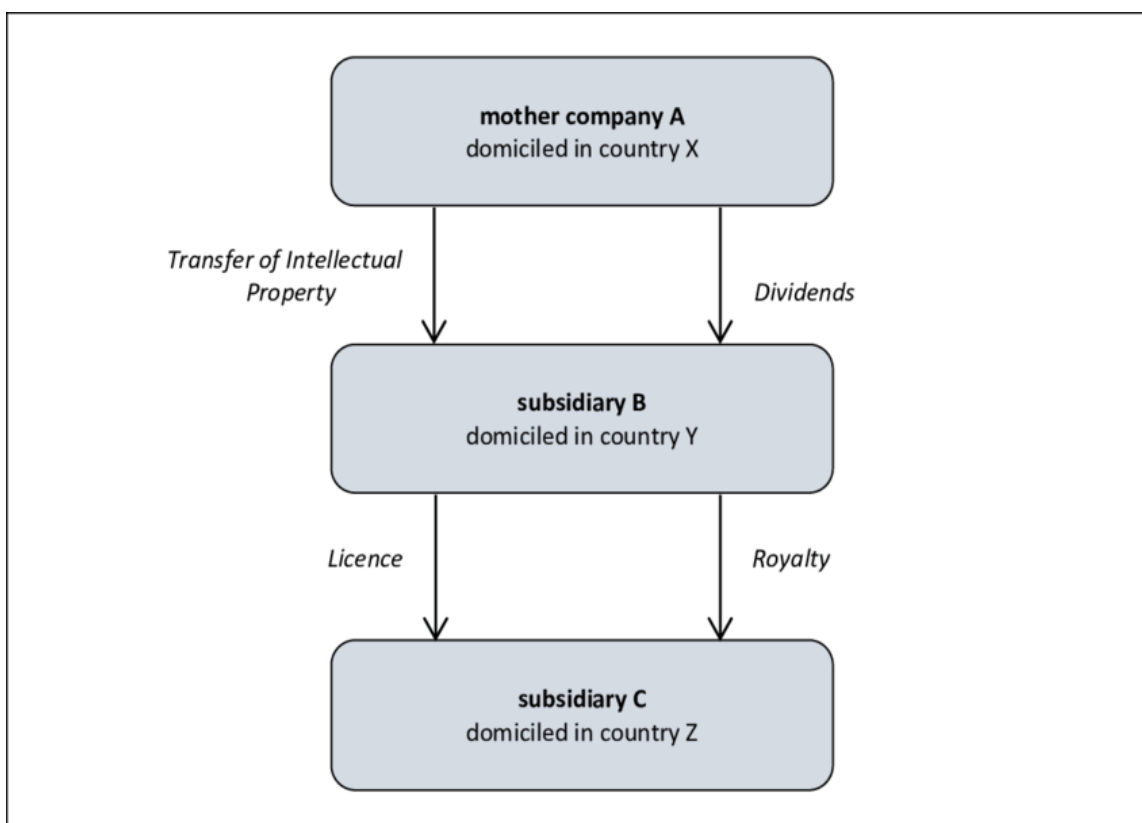 mother company A
domiciled in country X
Transfer of Intellectual
Property
Dividends
subsidiary B
domiciled in country Y
Licence
Royalty
subsidiary C
domiciled in country Z